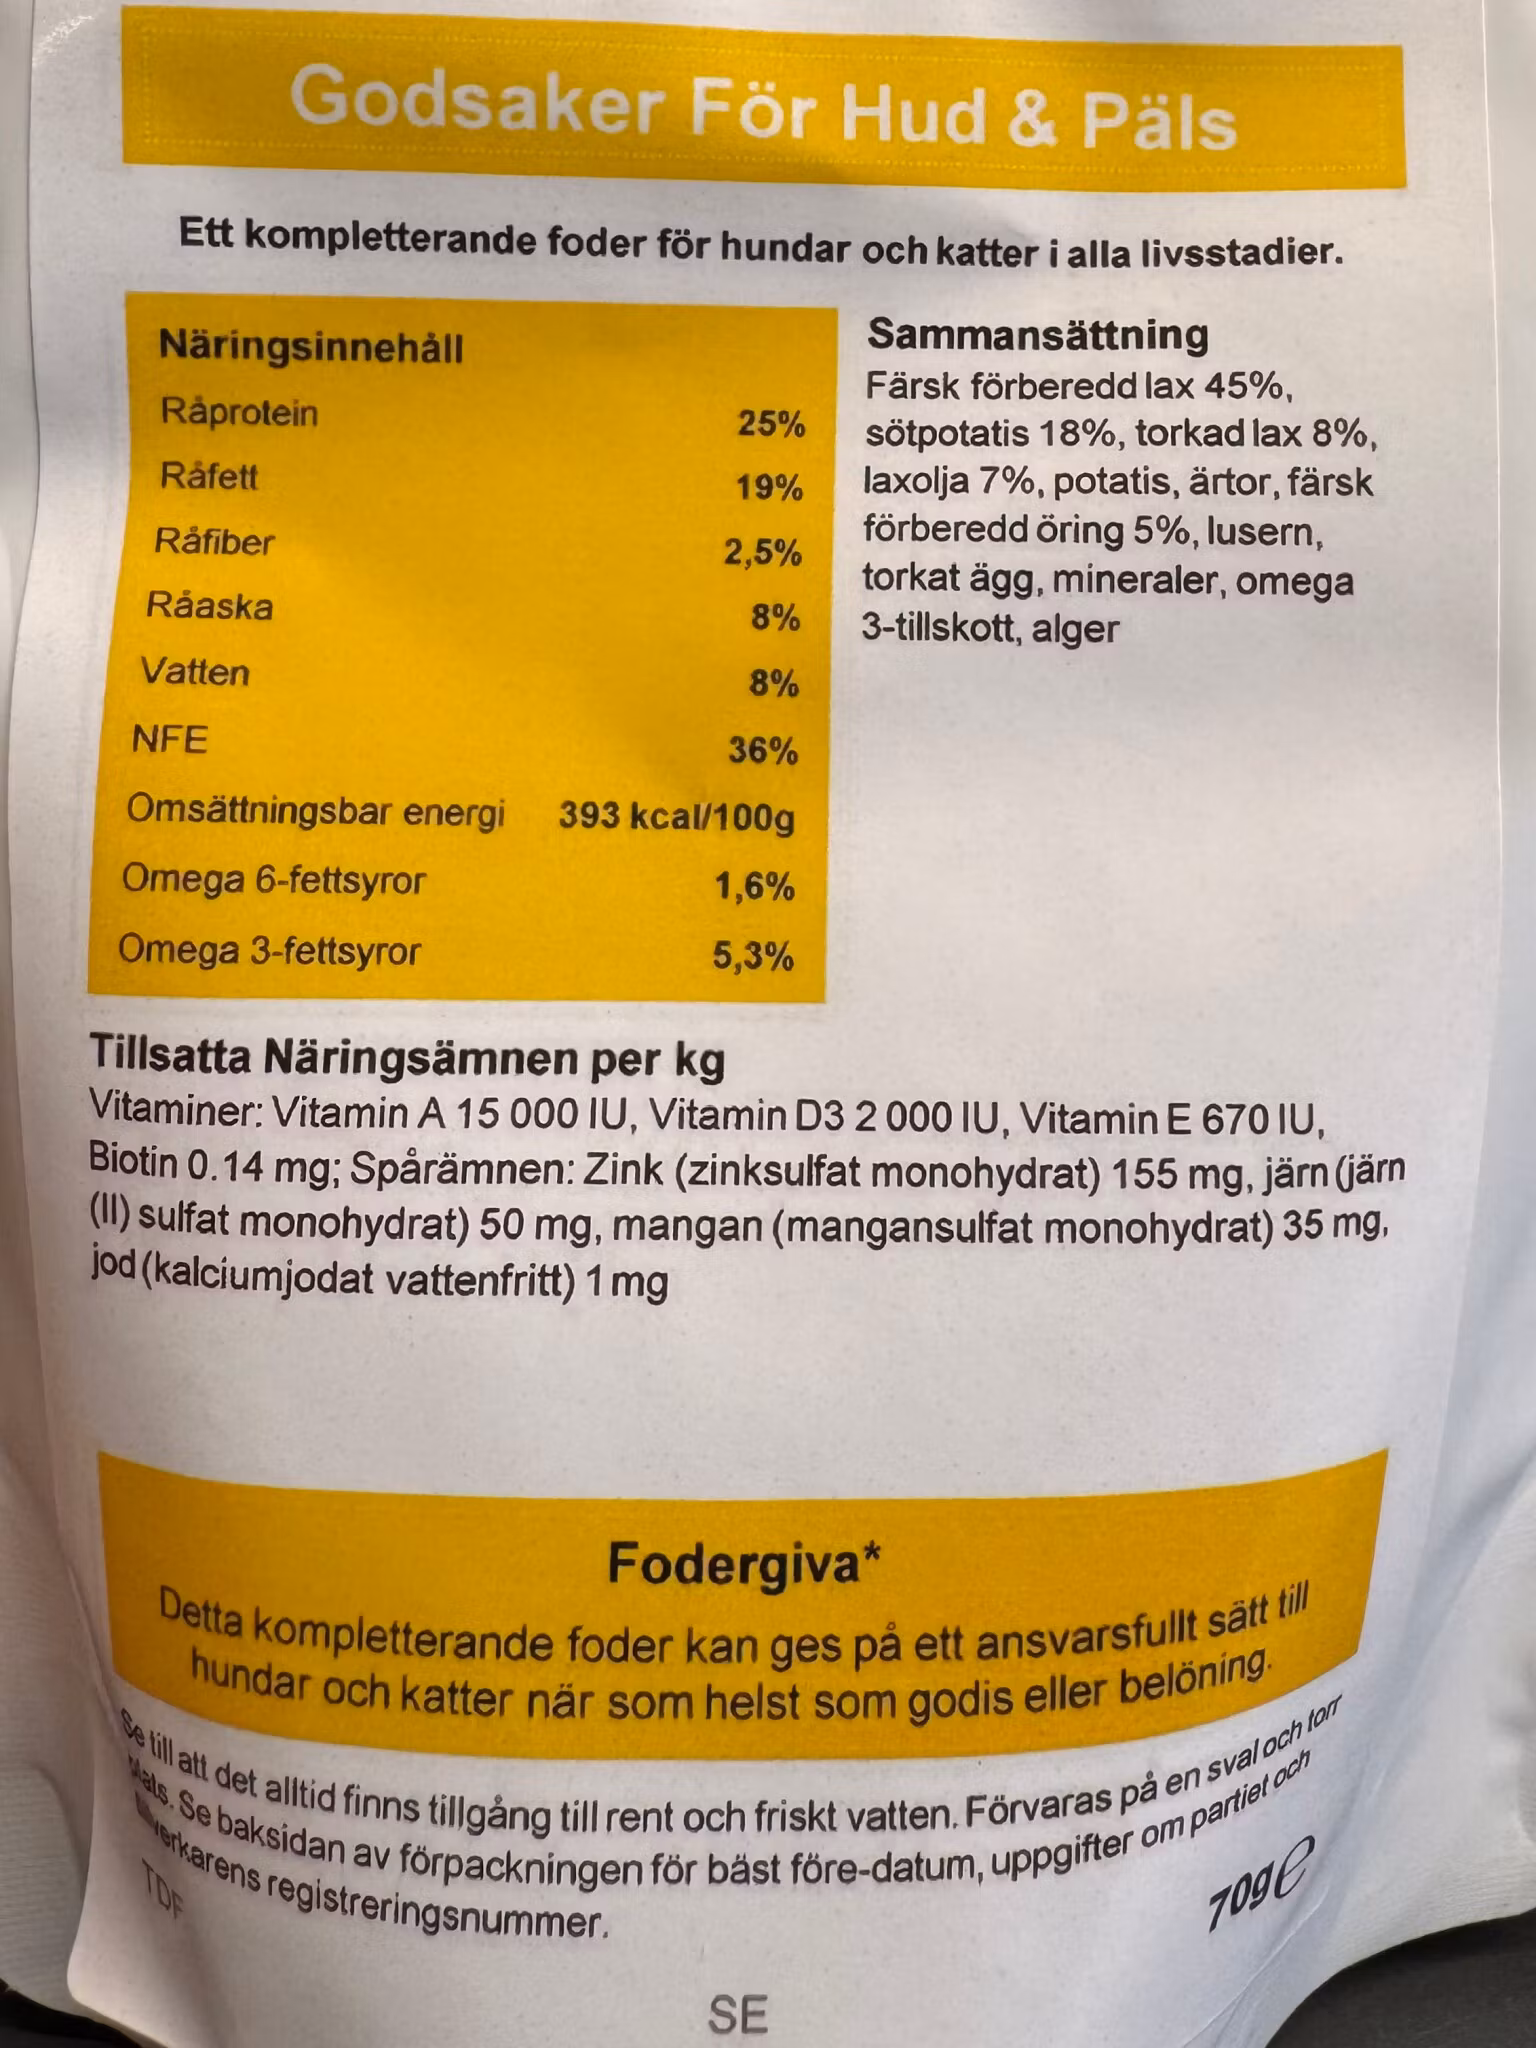 Godsaker För Hud & Päls
Ett kompletterande foder för hundar och katter i alla livsstadier.
Näringsinnehåll
Råprotein 25%
Råfett 19%
Råfiber 2,5%
Råaska 8%
Vatten 8%
NFE 36%
Omsättningsbar energi 393 kcal/100g
Omega 6-fettsyror 1,6%
Omega 3-fettsyror 5,3%
Sammansättning
Färsk förberedd lax 45%,
sötpotatis 18%, torkad lax 8%,
laxolja 7%, potatis, ärtor, färsk
förberedd öring 5%, lusern,
torkat ägg, mineraler, omega
3-tillskott, alger
Tillsatta Näringsämnen per kg
Vitaminer: Vitamin A 15 000 IU, Vitamin D3 2 000 IU, Vitamin E 670 IU,
Biotin 0.14 mg; Spårämnen: Zink (zinksulfat monohydrat) 155 mg, järn (järn
(II) sulfat monohydrat) 50 mg, mangan (mangansulfat monohydrat) 35 mg,
jod (kalciumjodat vattenfritt) 1 mg
Fodergiva*
Detta kompletterande foder kan ges på ett ansvarsfullt sätt till
hundar och katter när som helst som godis eller belöning.
Se till att det alltid finns tillgång till rent och friskt vatten. Förvaras på en sval och torr
plats. Se baksidan av förpackningen för bäst före-datum, uppgifter om partiet och
tillverkarens registreringsnummer.
TDF
70g e
SE